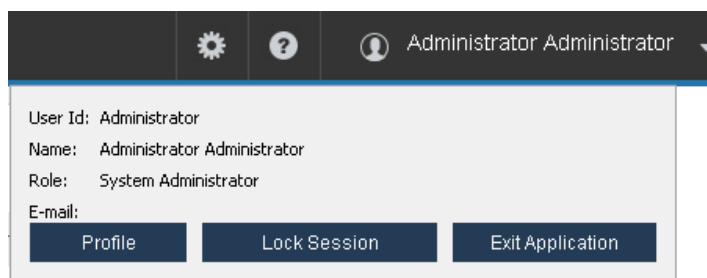 Administrator Administrator
User Id: Administrator
Name: Administrator Administrator
Role: System Administrator
E-mail:
Profile Lock Session Exit Application